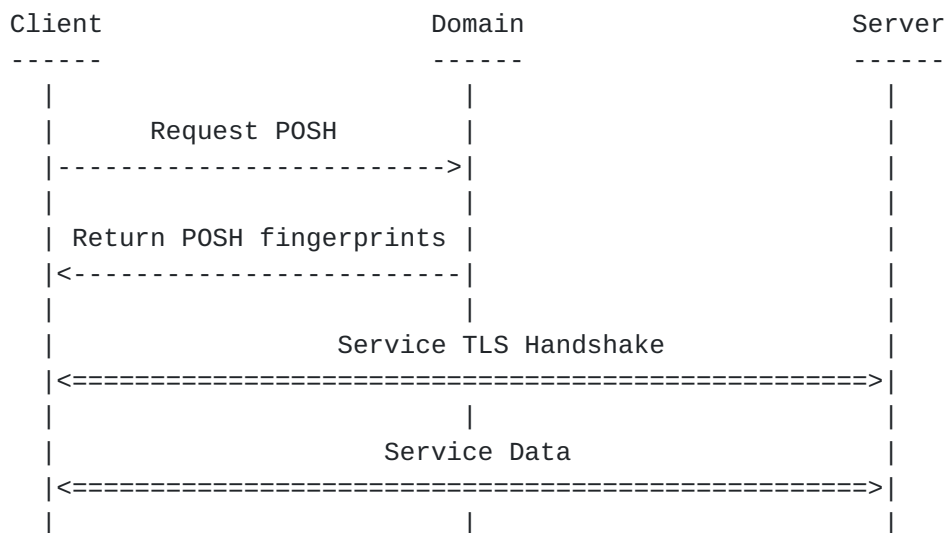 Client                     Domain                     Server
------                     ------                     ------
  |                          |                          |
  |      Request POSH        |                          |
  |------------------------->|                          |
  |                          |                          |
  | Return POSH fingerprints |                          |
  |<-------------------------|                          |
  |                          |                          |
  |                  Service TLS Handshake              |
  |<===================================================>|
  |                          |                          |
  |                     Service Data                    |
  |<===================================================>|
  |                          |                          |